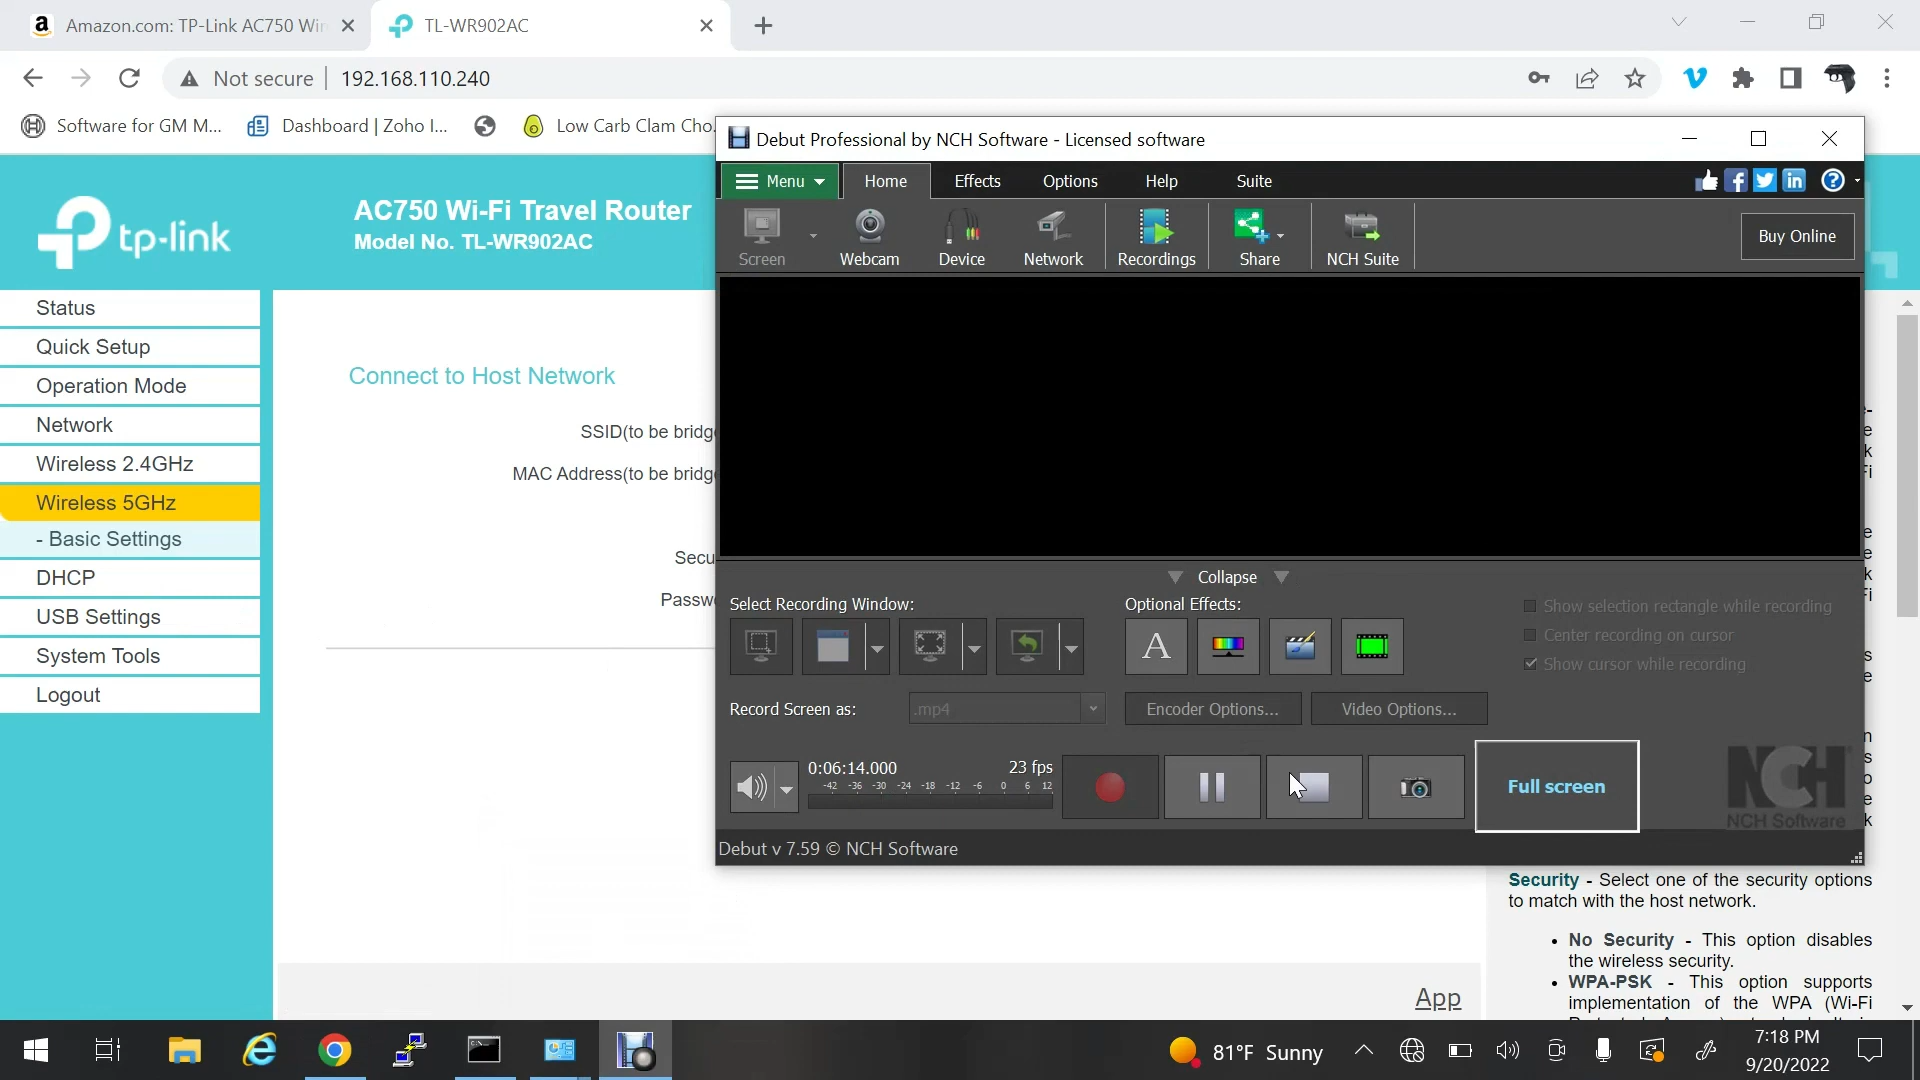 Amazon.com: TP-Link AC750 Wir
TL-WR902AC
Not secure
192.168.110.240
Software for GM M...
Dashboard | Zoho I...
Low Carb Clam Cho.
Debut Professional by NCH Software - Licensed software
Menu
Home
Effects
Options
Help
Suite
Screen
Webcam
Device
Network
Recordings
Share
NCH Suite
Buy Online
tp-link
AC750 Wi-Fi Travel Router
Model No. TL-WR902AC
Status
Quick Setup
Operation Mode
Network
Wireless 2.4GHz
Wireless 5GHz
- Basic Settings
DHCP
USB Settings
System Tools
Logout
Connect to Host Network
SSID(to be bridge
MAC Address(to be bridge
Secu
Passw
Collapse
Select Recording Window:
Optional Effects:
A
Show selection rectangle while recording
Center recording on cursor
Show cursor while recording
Record Screen as:
.mp4
Encoder Options...
Video Options...
0:06:14.000
23 fps
-42 -36 -30 -24 -18 -12 -6 0 6 12
Full screen
NCH
NCH Software
Debut v 7.59 © NCH Software
Security - Select one of the security options
to match with the host network.
• No Security - This option disables
the wireless security.
• WPA-PSK - This option supports
implementation of the WPA (Wi-Fi
App
81°F Sunny
7:18 PM
9/20/2022